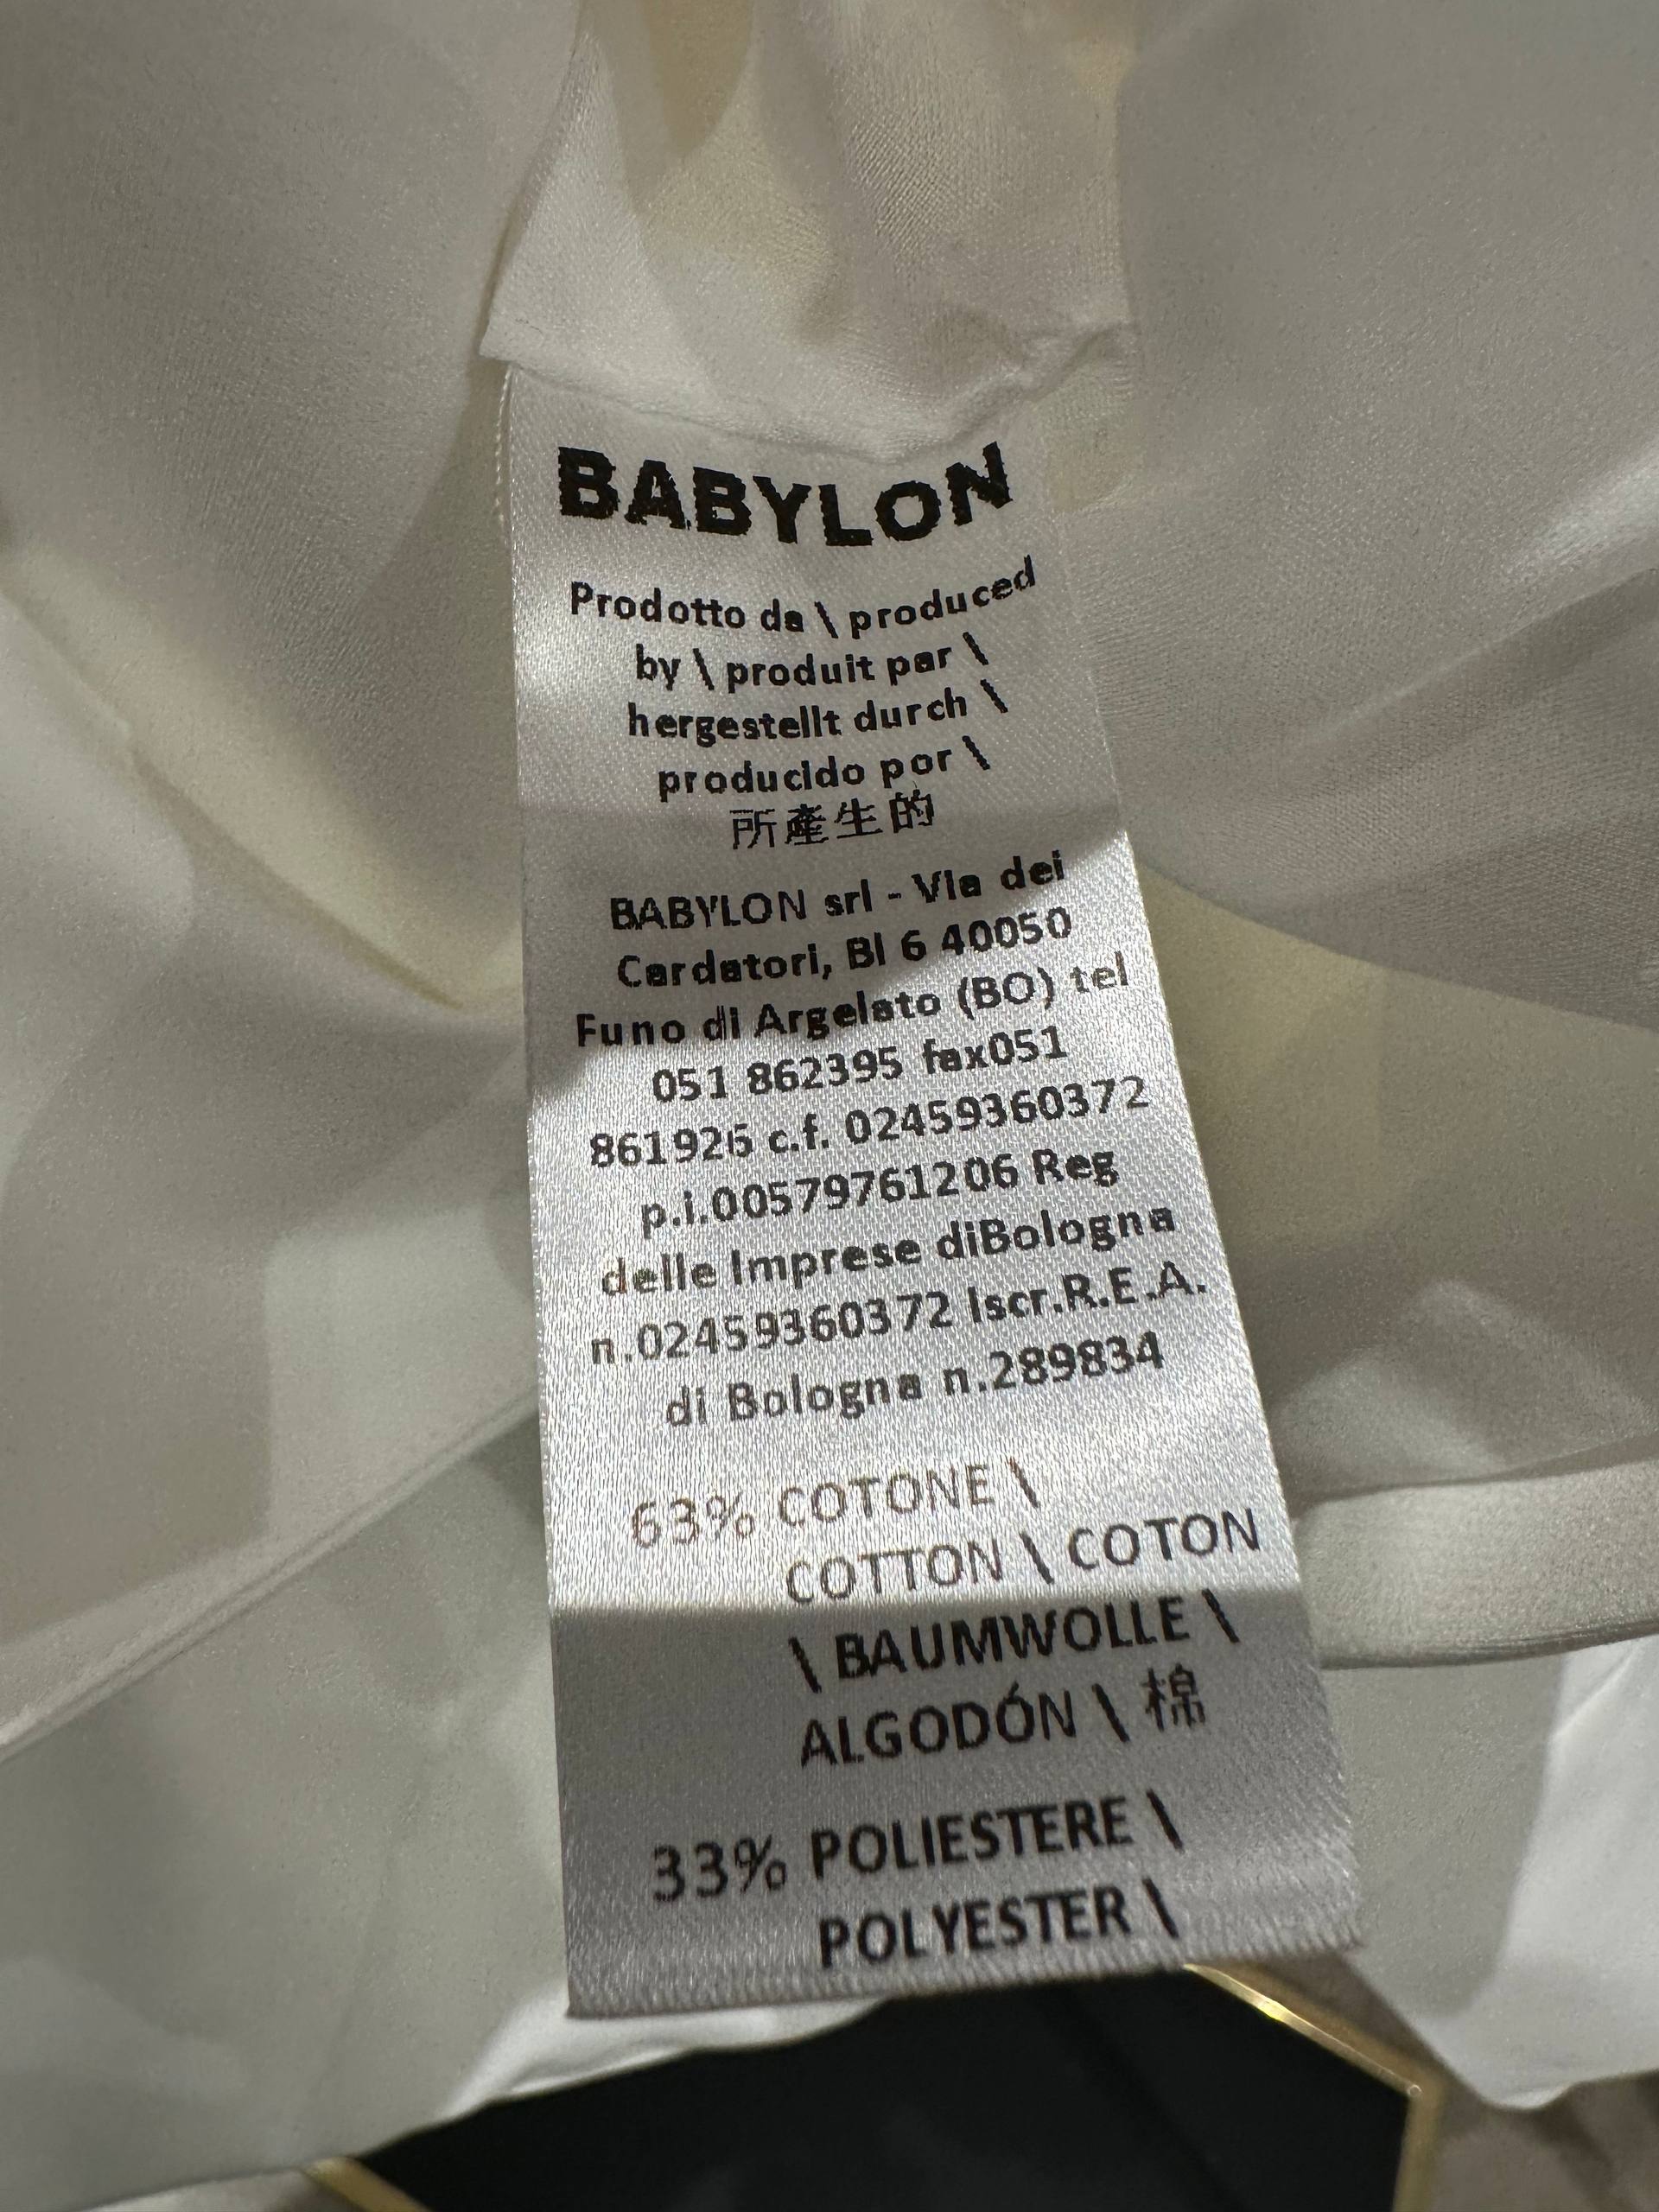 BABYLON
Prodotto da \ produced
by \ produit par \
hergestellt durch \
producido por \
所產生的
BABYLON srl - Via dei
Cardatori, Bl 6 40050
Funo di Argelato (BO) tel
051 862395 fax051
861926 c.f. 02459360372
p.i.00579761206 Reg
delle Imprese diBologna
n.02459360372 Iscr.R.E.A.
di Bologna n.289834
63% COTONE \
COTTON \ COTON
\ BAUMWOLLE \
ALGODÓN \ 棉
33% POLIESTERE \
POLYESTER \